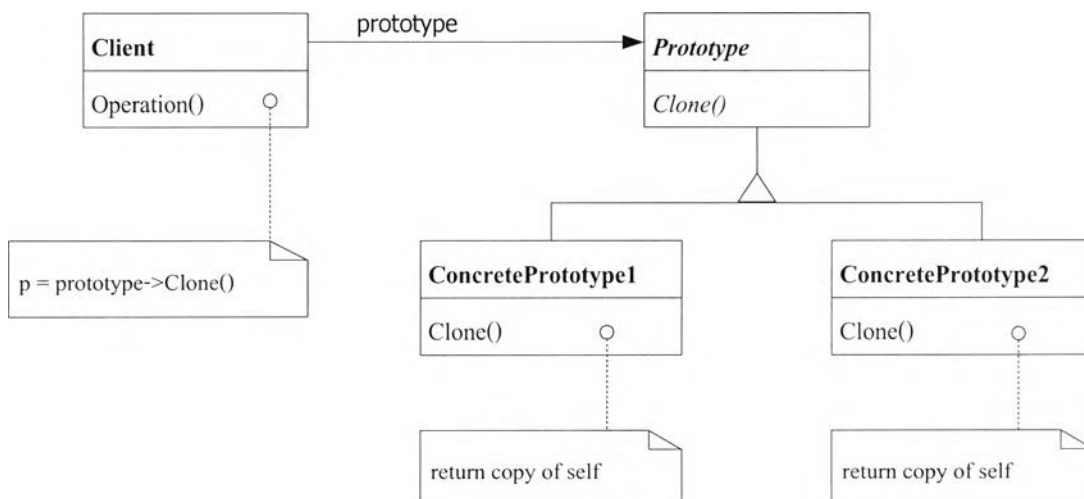 prototype
Client
Prototype
Operation()
Clone()
p = prototype->Clone()
ConcretePrototype1
ConcretePrototype2
Clone()
Clone()
return copy of self
return copy of self